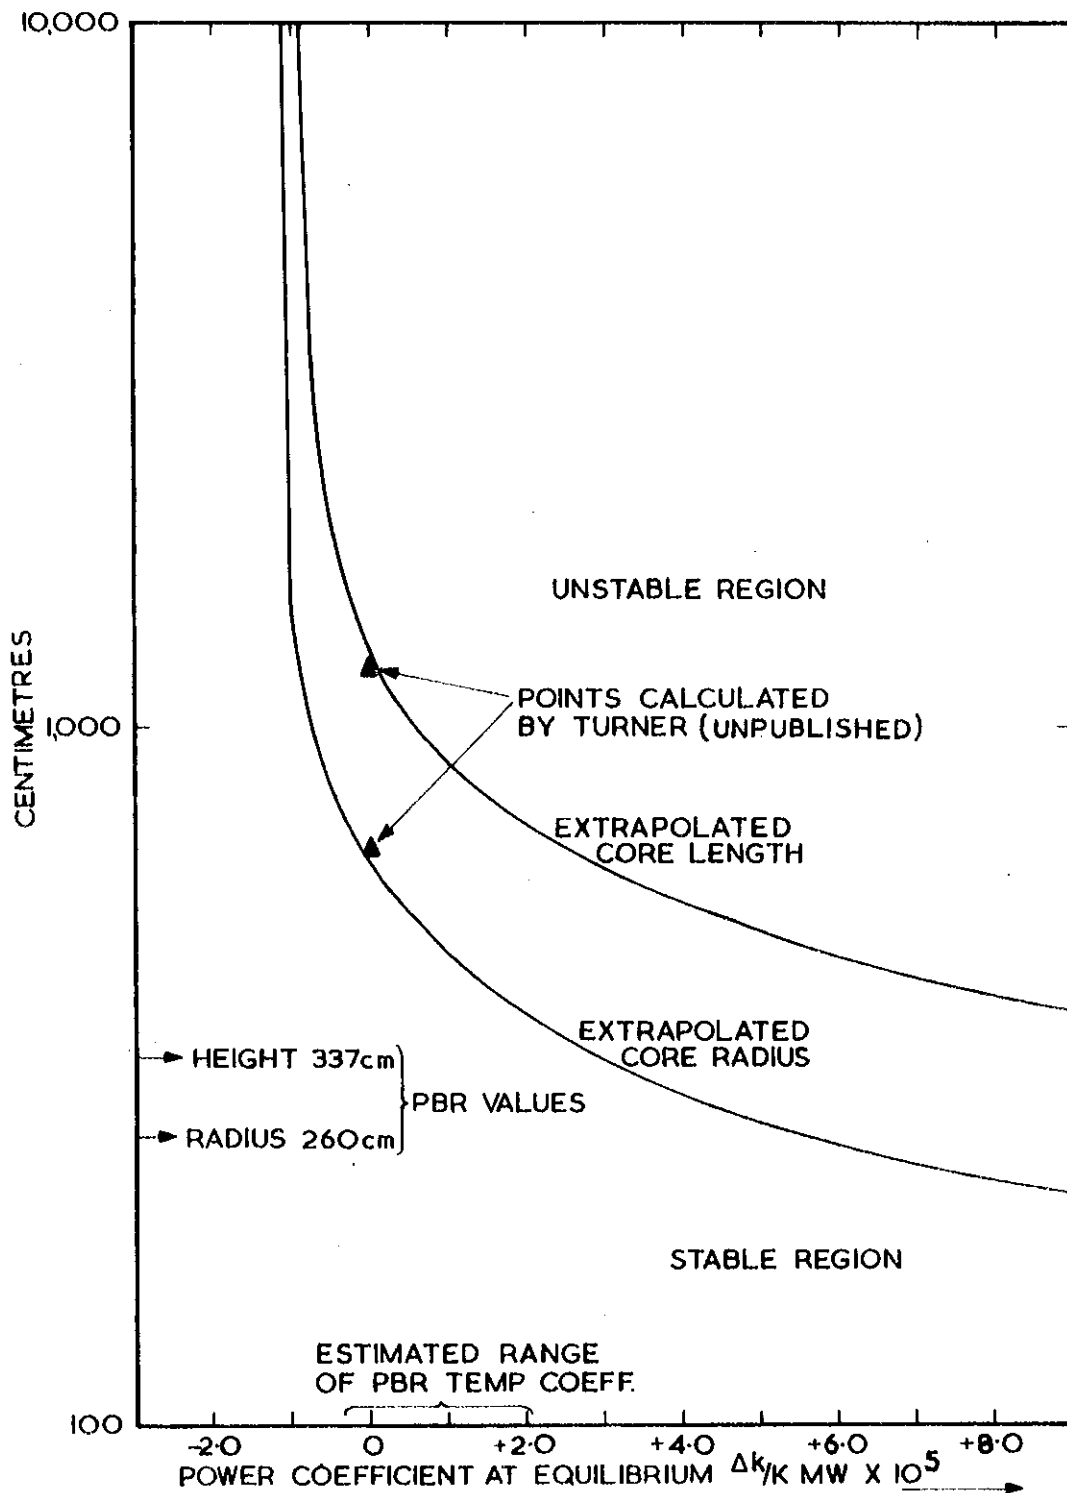 10,000
UNSTABLE REGION
CENTIMETRES
1,000
POINTS CALCULATED
BY TURNER (UNPUBLISHED)
EXTRAPOLATED
CORE LENGTH
EXTRAPOLATED
CORE RADIUS
HEIGHT 337cm
PBR VALUES
RADIUS 260cm
STABLE REGION
ESTIMATED RANGE
OF PBR TEMP COEFF.
100
-2.0 0 +2.0 +4.0 +6.0 +8.0
POWER COEFFICIENT AT EQUILIBRIUM Δk/K MW X 10⁵